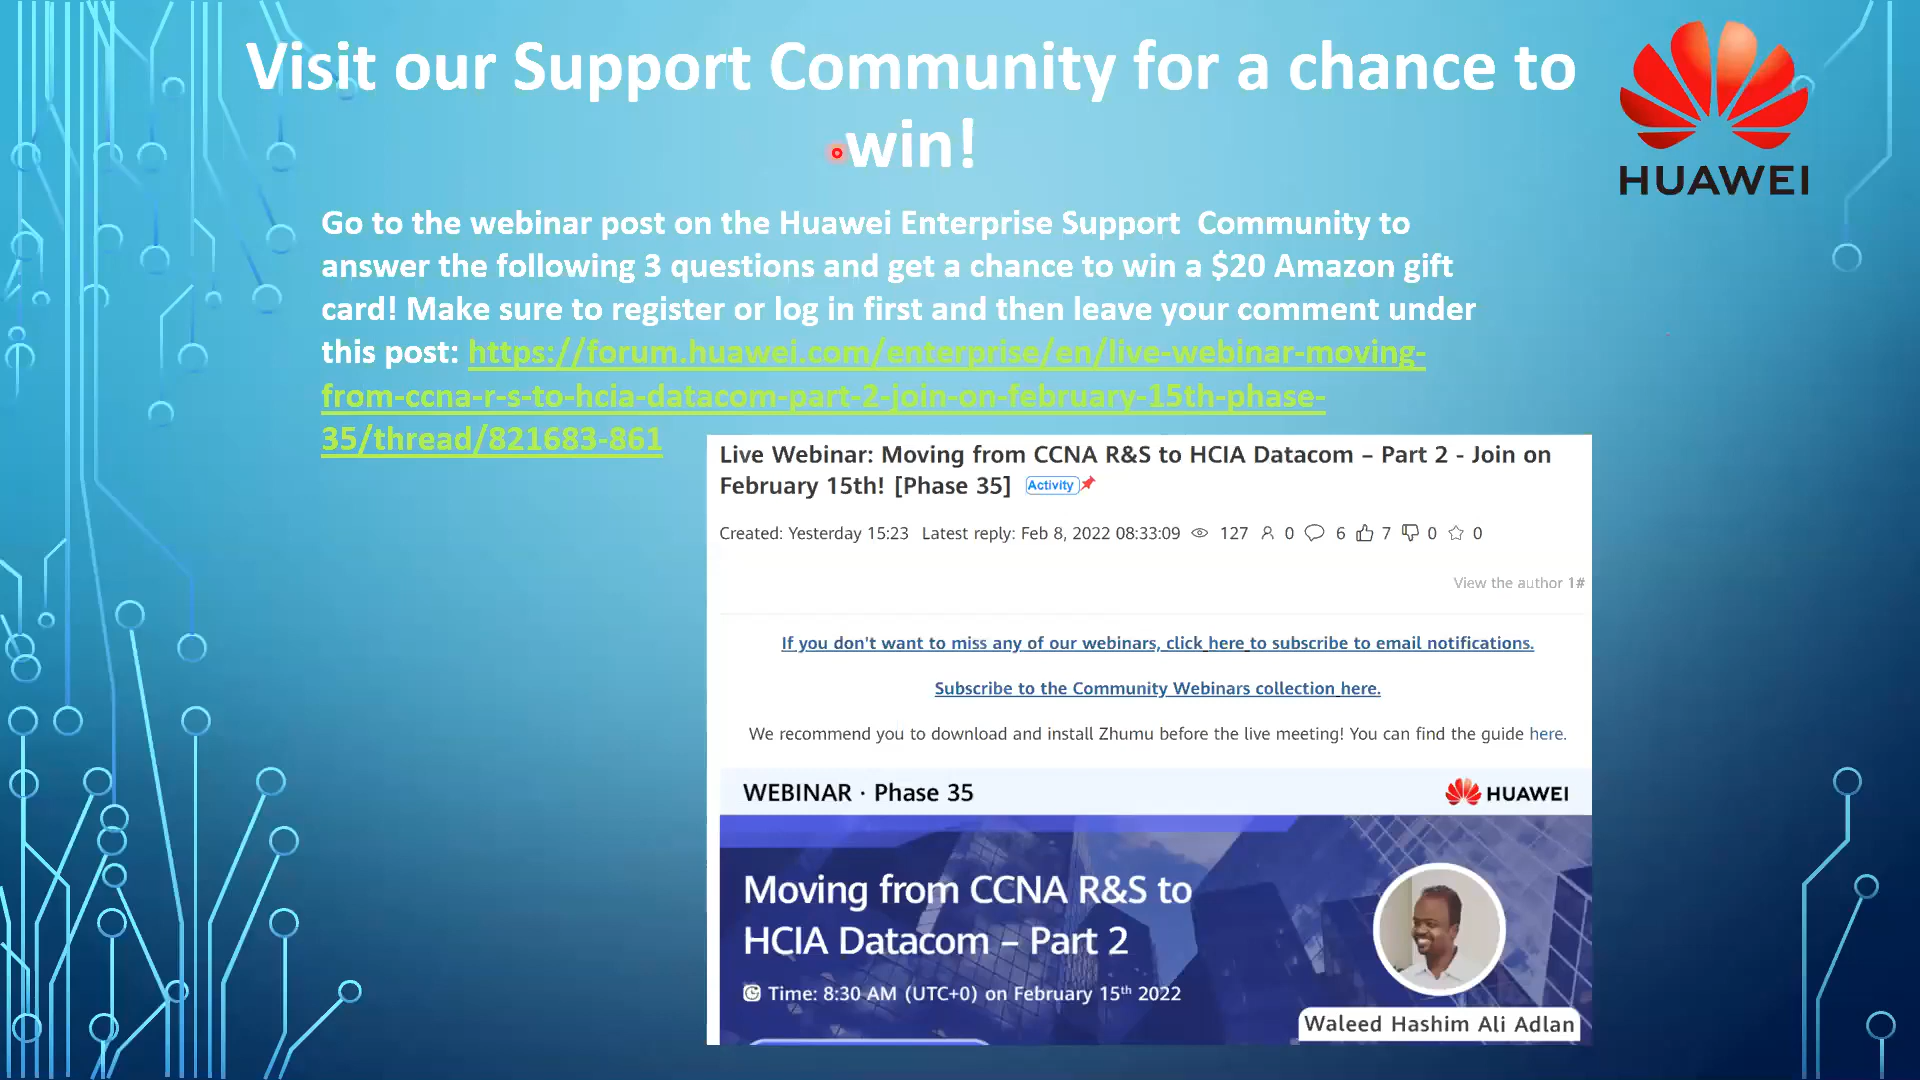 Visit our Support Community for a chance to
win!
HUAWEI
Go to the webinar post on the Huawei Enterprise Support  Community to
answer the following 3 questions and get a chance to win a $20 Amazon gift
card! Make sure to register or log in first and then leave your comment under
this post: https://forum.huawei.com/enterprise/en/live-webinar-moving-
from-ccna-r-s-to-hcia-datacom-part-2-join-on-february-15th-phase-
35/thread/821683-861
Live Webinar: Moving from CCNA R&S to HCIA Datacom – Part 2 - Join on
February 15th! [Phase 35] Activity
Created: Yesterday 15:23 Latest reply: Feb 8, 2022 08:33:09 127 0 6 7 0 0
View the author 1#
If you don't want to miss any of our webinars, click here to subscribe to email notifications.
Subscribe to the Community Webinars collection here.
We recommend you to download and install Zhumu before the live meeting! You can find the guide here.
WEBINAR · Phase 35
HUAWEI
Moving from CCNA R&S to
HCIA Datacom – Part 2
Time: 8:30 AM (UTC+0) on February 15th 2022
Waleed Hashim Ali Adlan